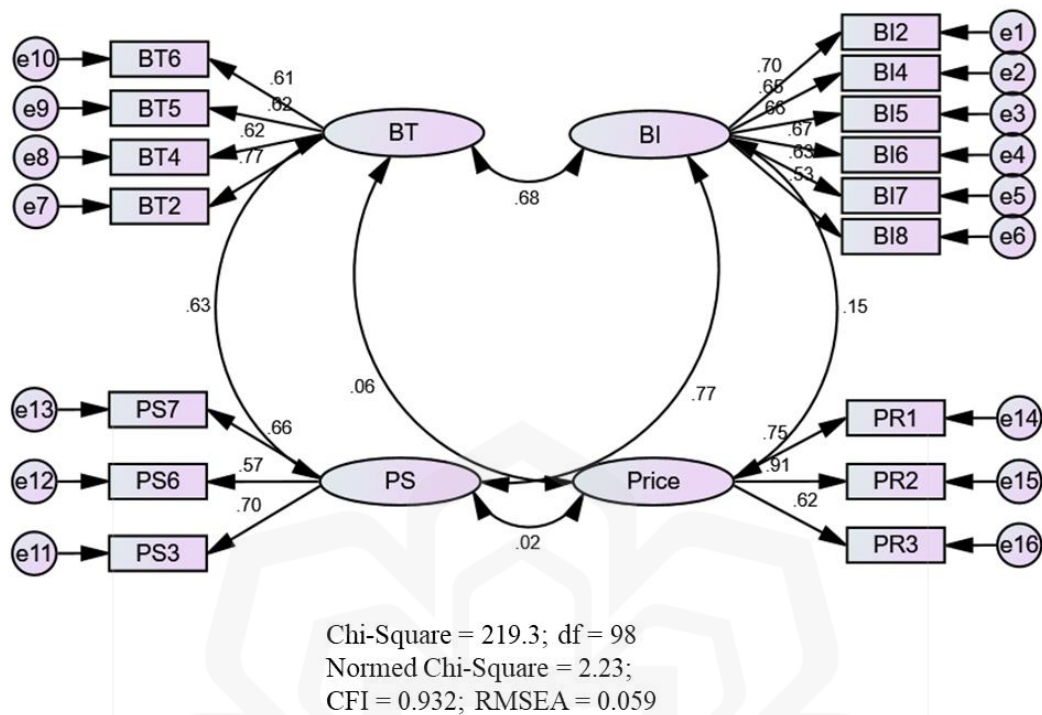 e10
BT6
.61
e9
BT5
.62
e8
BT4
.62
e7
BT2
.77
BT
BI
.68
BI2
e1
.70
BI4
e2
.65
BI5
e3
.66
BI6
e4
.67
BI7
e5
.63
BI8
e6
.53
.63
.06
.77
.15
e13
PS7
.66
e12
PS6
.57
e11
PS3
.70
PS
Price
.02
PR1
e14
.75
PR2
e15
.91
PR3
e16
.62
Chi-Square = 219.3; df = 98
Normed Chi-Square = 2.23;
CFI = 0.932; RMSEA = 0.059